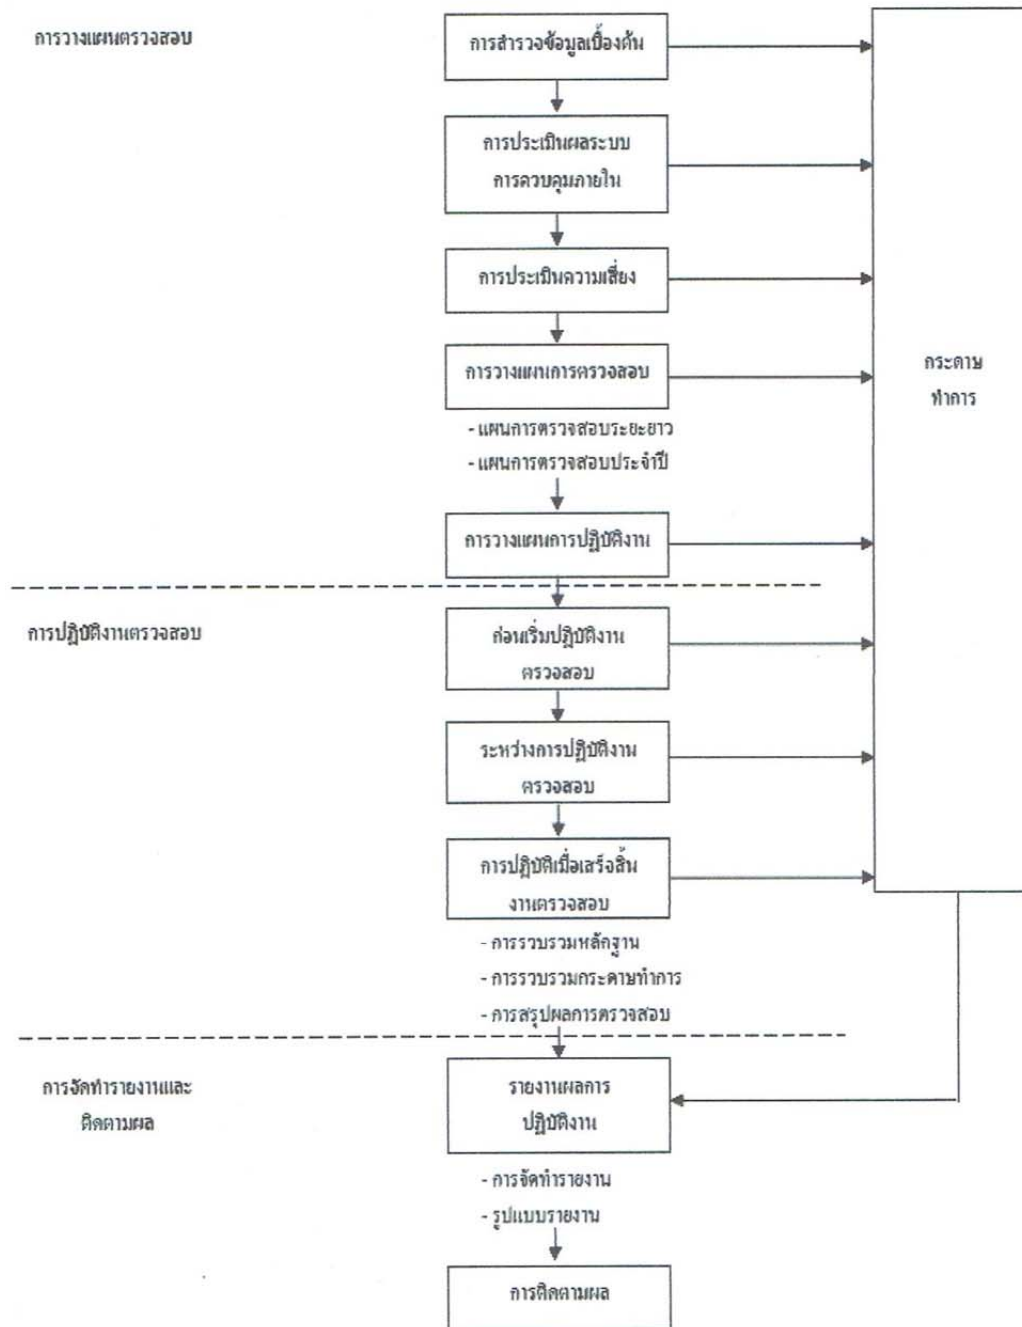 การวางแผนตรวจสอบ
การสำรวจข้อมูลเบื้องต้น
การประเมินผลระบบ
การควบคุมภายใน
การประเมินความเสี่ยง
การวางแผนการตรวจสอบ
- แผนการตรวจสอบระยะยาว
- แผนการตรวจสอบประจำปี
การวางแผนการปฏิบัติงาน
กระดาษ
ทำการ
การปฏิบัติงานตรวจสอบ
ก่อนเริ่มปฏิบัติงาน
ตรวจสอบ
ระหว่างการปฏิบัติงาน
ตรวจสอบ
การปฏิบัติเมื่อเสร็จสิ้น
งานตรวจสอบ
- การรวบรวมหลักฐาน
- การรวบรวมกระดาษทำการ
- การสรุปผลการตรวจสอบ
การจัดทำรายงานและ
ติดตามผล
รายงานผลการ
ปฏิบัติงาน
- การจัดทำรายงาน
- รูปแบบรายงาน
การติดตามผล